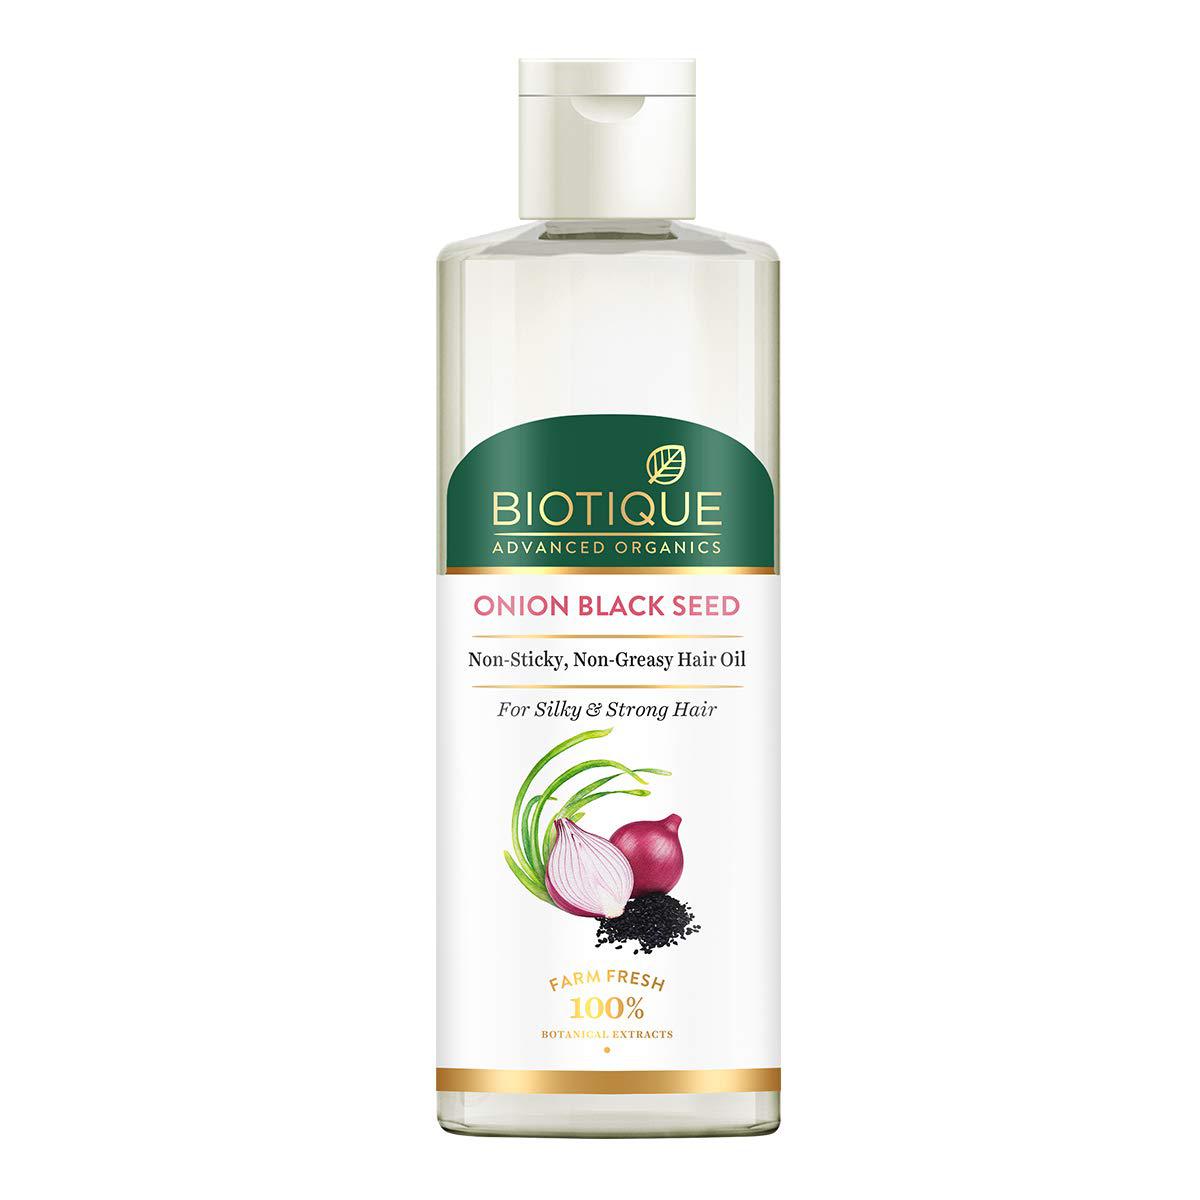 BIOTIQUE
ADVANCED ORGANICS
ONION BLACK SEED
Non-Sticky, Non-Greasy Hair Oil
For Silky & Strong Hair
FARM FRESH
100%
BOTANICAL EXTRACTS